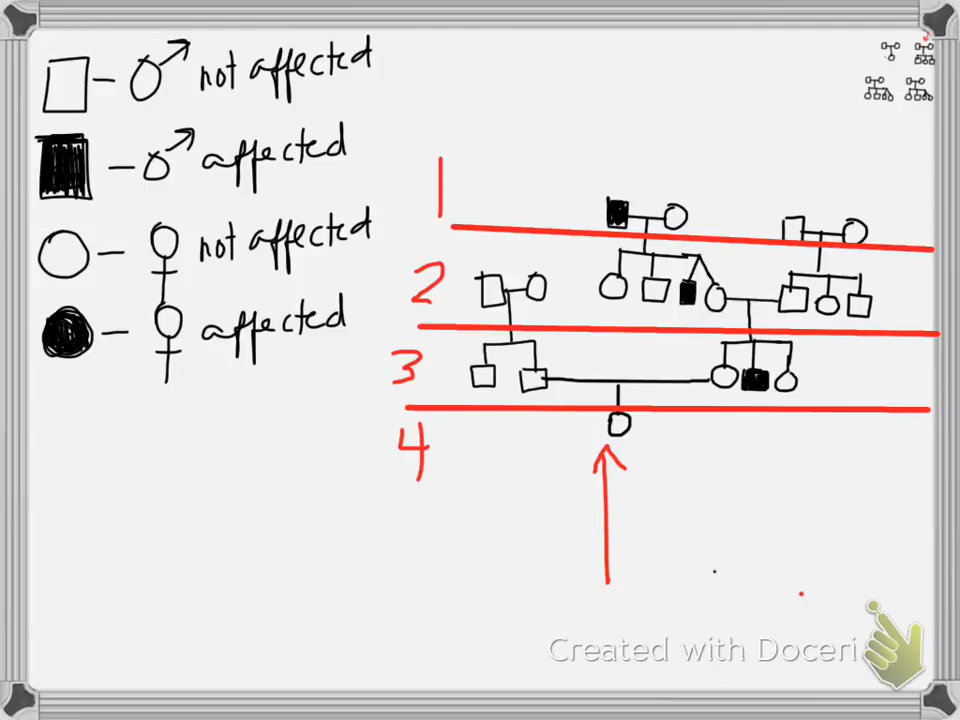 not affected
affected
not affected
affected
1
2
3
4
Created with Doceri